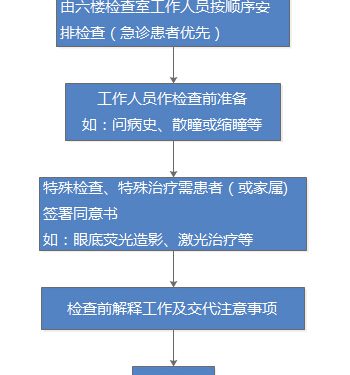 由六楼检查室工作人员按顺序安
排检查（急诊患者优先）
工作人员作检查前准备
如：问病史、散瞳或缩瞳等
特殊检查、特殊治疗需患者（或家属)
签署同意书
如：眼底荧光造影、激光治疗等
检查前解释工作及交代注意事项